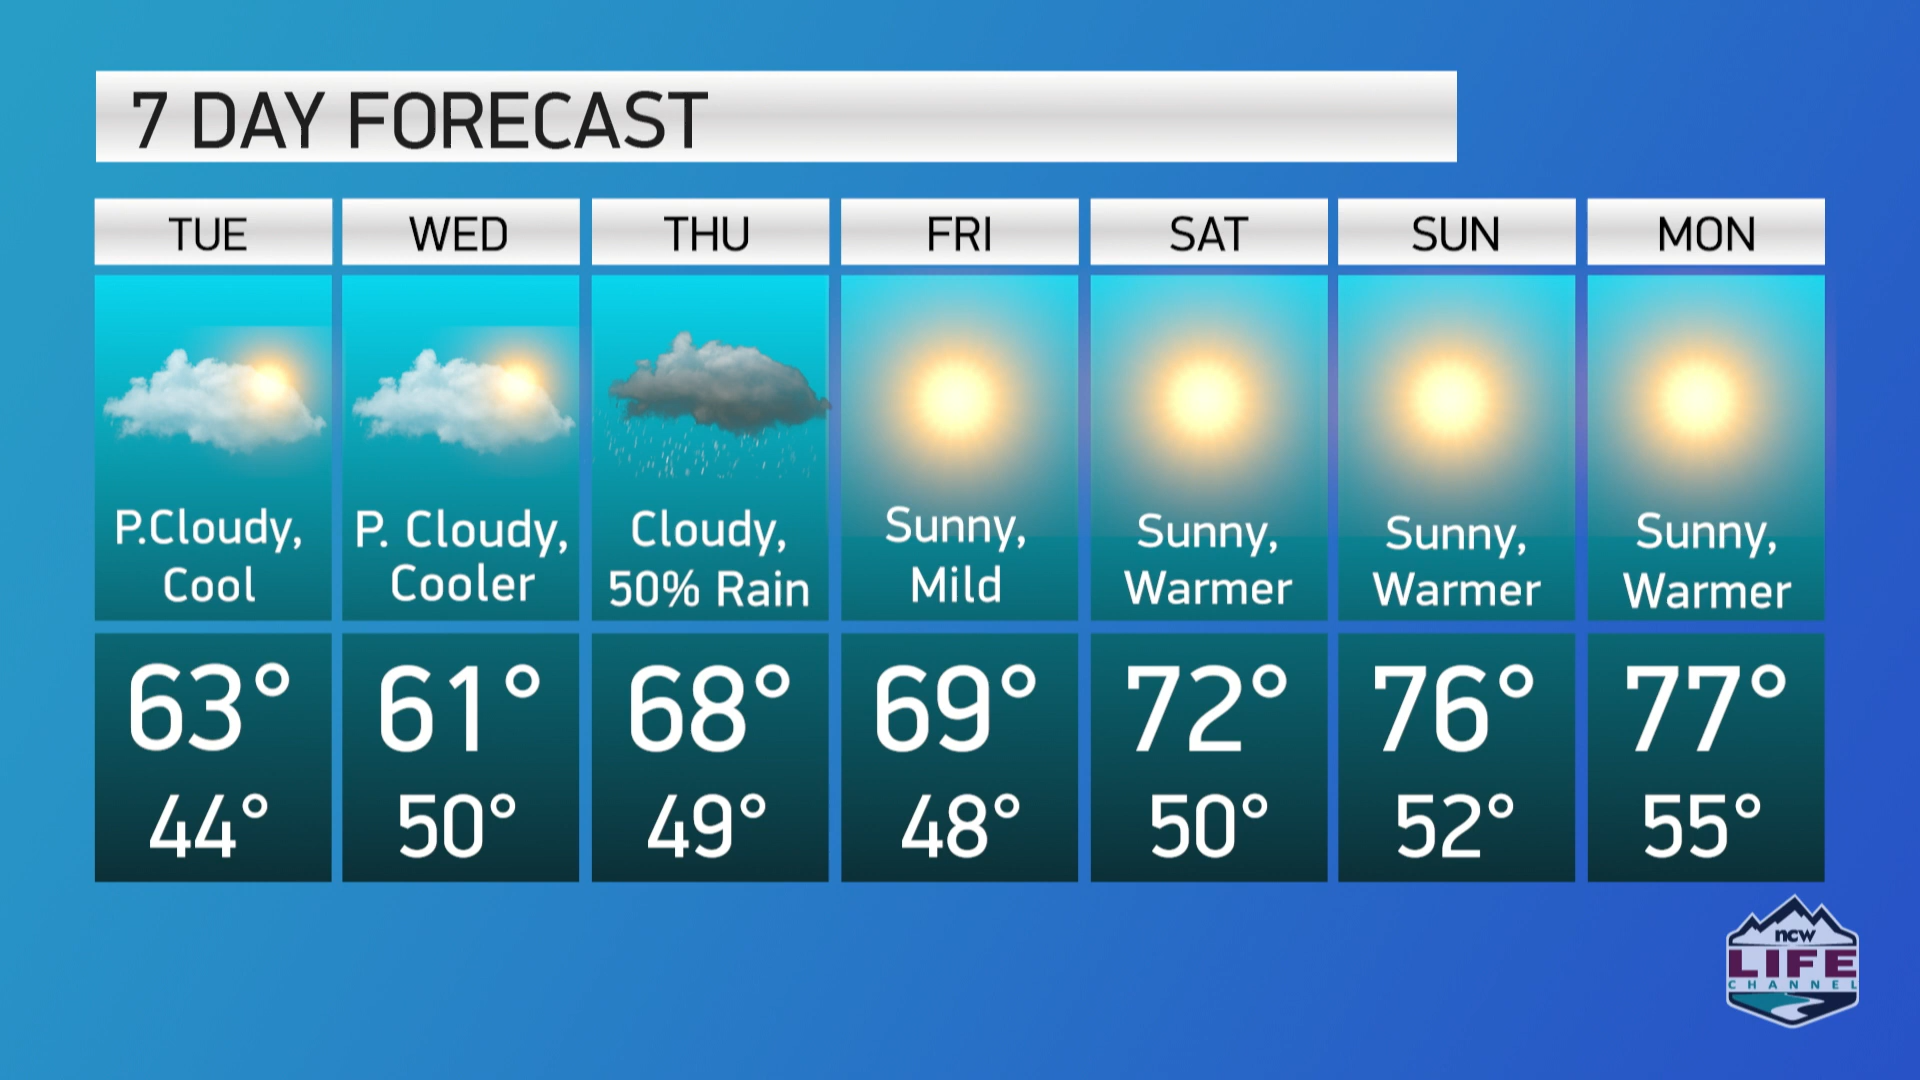 7 DAY FORECAST
TUE
WED
THU
FRI
SAT
SUN
MON
P.Cloudy,
Cool
P. Cloudy,
Cooler
Cloudy,
50% Rain
Sunny,
Mild
Sunny,
Warmer
Sunny,
Warmer
Sunny,
Warmer
63°
61°
68°
69°
72°
76°
77°
44°
50°
49°
48°
50°
52°
55°
ncw
LIFE
CHANNEL